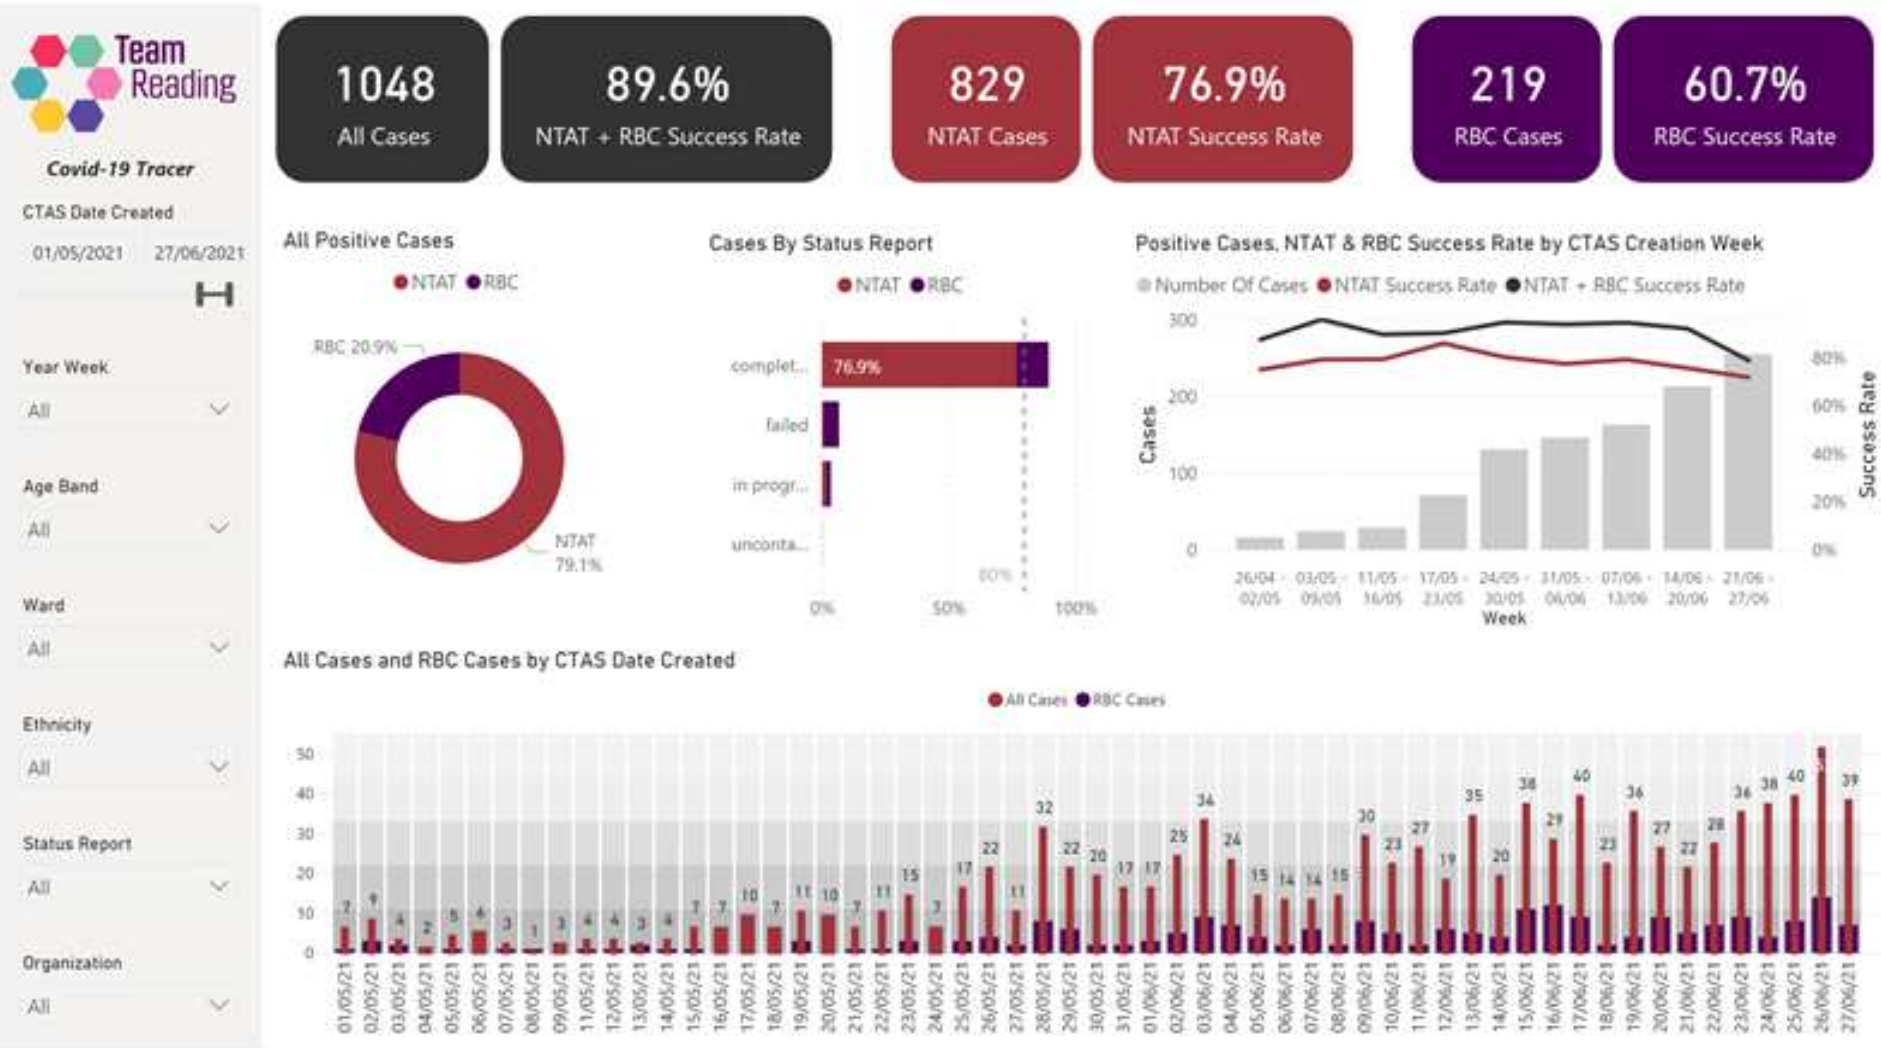 Team
Reading
Covid-19 Tracer
CTAS Date Created
01/05/2021 27/06/2021
Year Week
All
Age Band
All
Ward
All
Ethnicity
All
Status Report
All
Organization
All
1048
All Cases
89.6%
NTAT + RBC Success Rate
829
NTAT Cases
76.9%
NTAT Success Rate
219
RBC Cases
60.7%
RBC Success Rate
All Positive Cases
NTAT RBC
RBC 20.9%
NTAT
79.1%
Cases By Status Report
NTAT RBC
complet...
76.9%
failed
in progr...
unconta...
80%
0% 50% 100%
Positive Cases, NTAT & RBC Success Rate by CTAS Creation Week
Number Of Cases NTAT Success Rate NTAT + RBC Success Rate
300
200
100
0
Cases
80%
60%
40%
20%
0%
Success Rate
26/04 - 03/05 - 11/05 - 17/05 - 24/05 - 31/05 - 07/06 - 14/06 - 21/06 -
02/05 09/05 16/05 23/05 30/05 06/06 13/06 20/06 27/06
Week
All Cases and RBC Cases by CTAS Date Created
All Cases RBC Cases
50
40
30
20
10
0
7 9 4 2 5 6 3 1 3 4 4 3 4 7 7 10 7 11 10 7 11 15 7 17 22 11 32 22 20 17 17 25 34 24 15 14 14 15 30 23 27 19 35 20 38 29 40 23 36 27 22 28 36 38 40 39
01/05/21 02/05/21 03/05/21 04/05/21 05/05/21 06/05/21 07/05/21 08/05/21 09/05/21 11/05/21 12/05/21 13/05/21 14/05/21 15/05/21 16/05/21 17/05/21 18/05/21 19/05/21 20/05/21 21/05/21 22/05/21 23/05/21 24/05/21 25/05/21 26/05/21 27/05/21 28/05/21 29/05/21 30/05/21 31/05/21 01/06/21 02/06/21 03/06/21 04/06/21 05/06/21 06/06/21 07/06/21 08/06/21 09/06/21 10/06/21 11/06/21 12/06/21 13/06/21 14/06/21 15/06/21 16/06/21 17/06/21 18/06/21 19/06/21 20/06/21 21/06/21 22/06/21 23/06/21 24/06/21 25/06/21 26/06/21 27/06/21